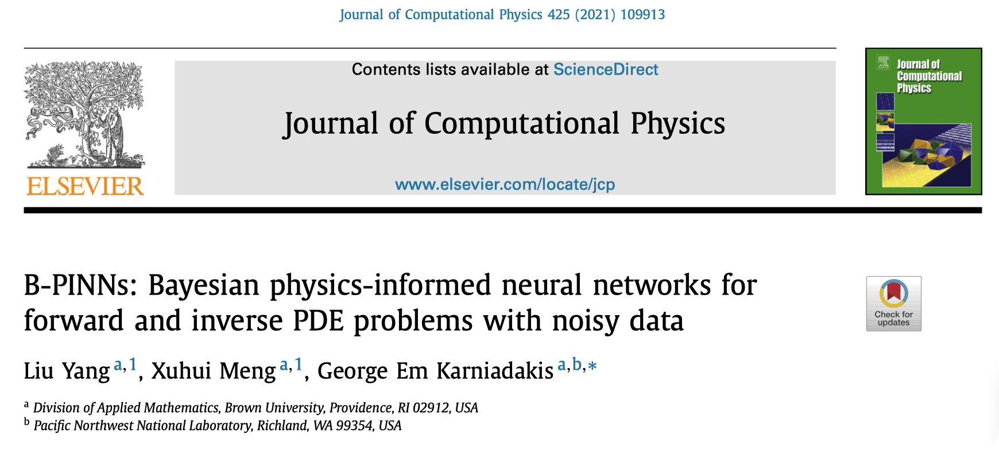 Journal of Computational Physics 425 (2021) 109913
NON SOLUS
ELSEVIER
Contents lists available at ScienceDirect
Journal of Computational Physics
www.elsevier.com/locate/jcp
Journal of
Computational
Physics
B-PINNs: Bayesian physics-informed neural networks for
forward and inverse PDE problems with noisy data
Check for
updates
Liu Yang a,1, Xuhui Meng a,1, George Em Karniadakis a,b,*
a Division of Applied Mathematics, Brown University, Providence, RI 02912, USA
b Pacific Northwest National Laboratory, Richland, WA 99354, USA